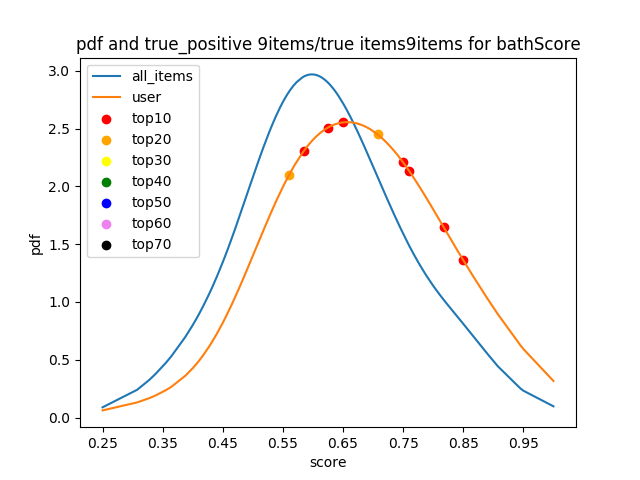 pdf and true_positive 9items/true items9items for bathScore
all_items
user
top10
top20
top30
top40
top50
top60
top70
3.0
2.5
2.0
1.5
1.0
0.5
0.0
pdf
0.25 0.35 0.45 0.55 0.65 0.75 0.85 0.95
score